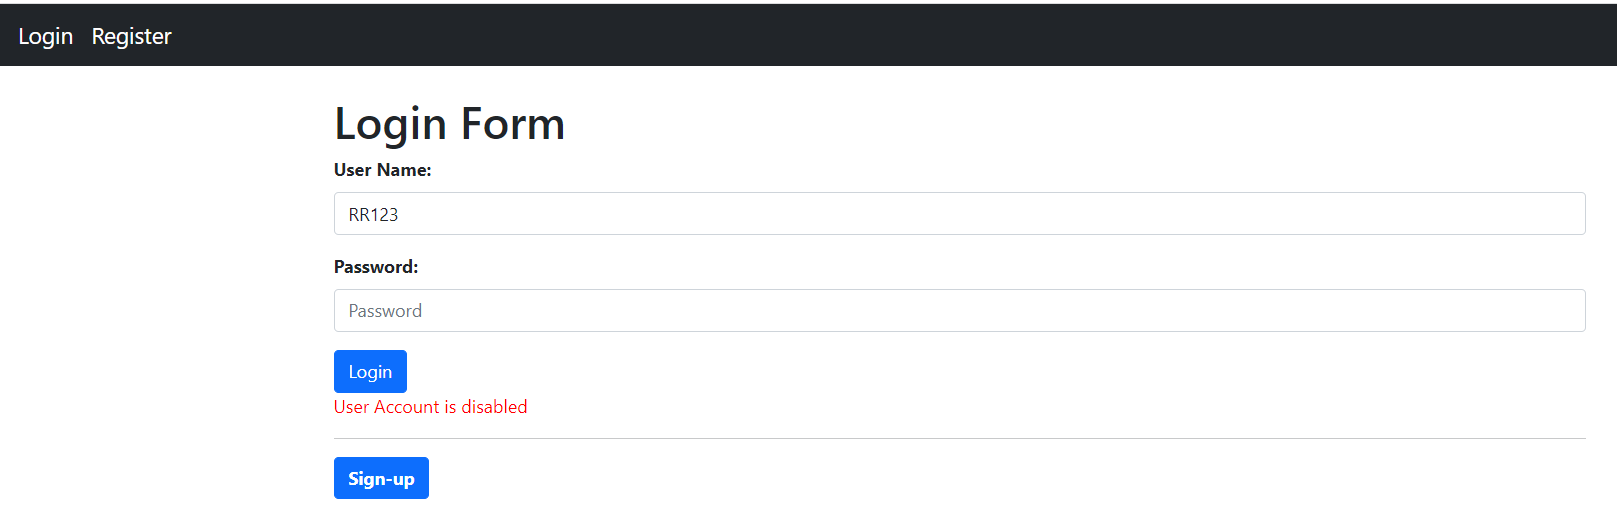 Login Register
Login Form
User Name:
RR123
Password:
Password
Login
User Account is disabled
Sign-up